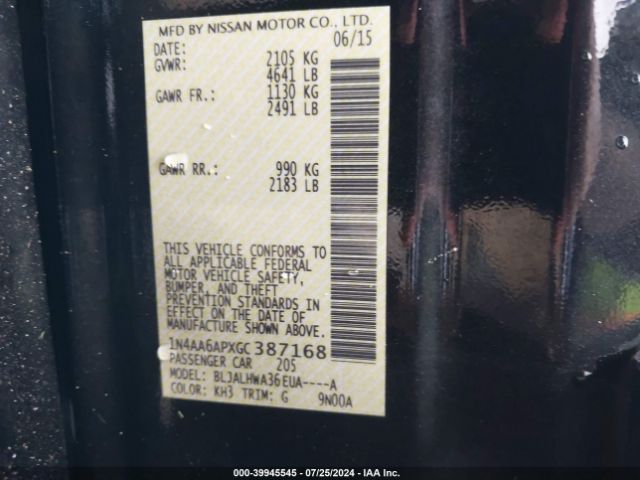 MFD BY NISSAN MOTOR CO., LTD.
DATE: 06/15
GVWR: 2105 KG
4641 LB
GAWR FR.: 1130 KG
2491 LB
GAWR RR.: 990 KG
2183 LB
THIS VEHICLE CONFORMS TO
ALL APPLICABLE FEDERAL
MOTOR VEHICLE SAFETY,
BUMPER, AND THEFT
PREVENTION STANDARDS IN
EFFECT ON THE DATE OF
MANUFACTURE SHOWN ABOVE.
1N4AA6APXGC387168
PASSENGER CAR 205
MODEL: BLJALHWA36EUA----A
COLOR: KH3 TRIM: G 9N00A
000-39945545 / 07/25/2024 / IAA Inc.